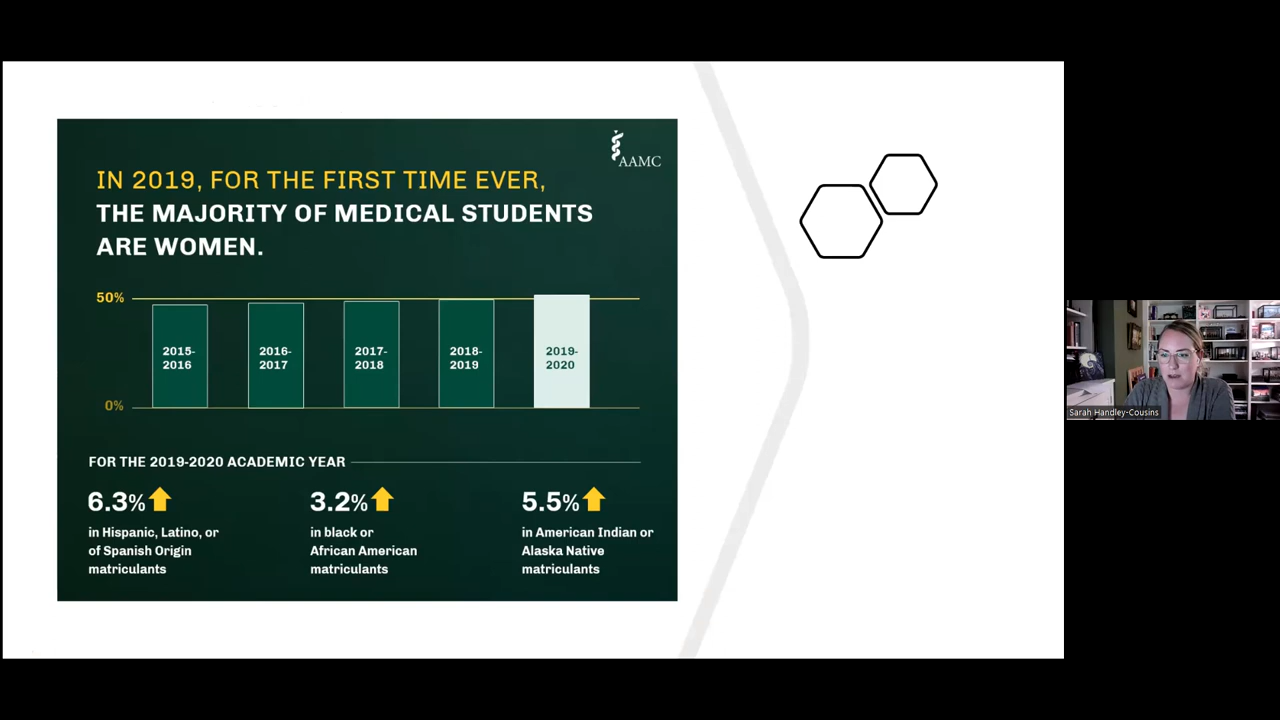 AAMC
IN 2019, FOR THE FIRST TIME EVER,
THE MAJORITY OF MEDICAL STUDENTS
ARE WOMEN.
50%
2015-
2016
2016-
2017
2017-
2018
2018-
2019
2019-
2020
0%
FOR THE 2019-2020 ACADEMIC YEAR
6.3%
in Hispanic, Latino, or
of Spanish Origin
matriculants
3.2%
in black or
African American
matriculants
5.5%
in American Indian or
Alaska Native
matriculants
Sarah Handley-Cousins